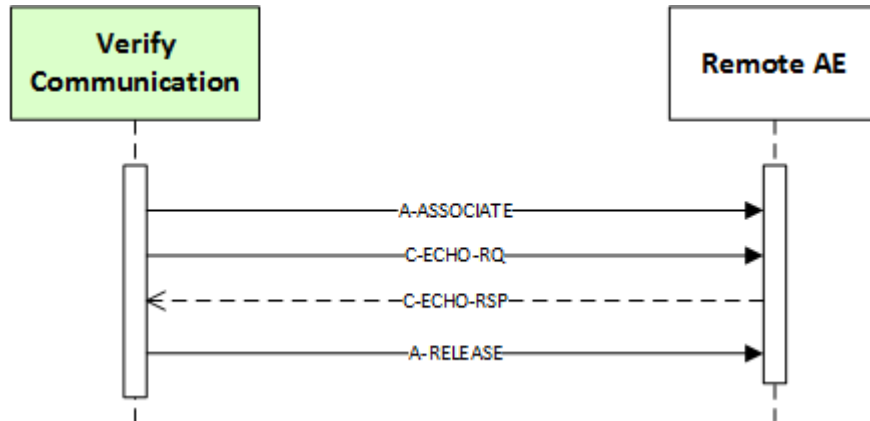 Verify
Communication
Remote AE
A-ASSOCIATE
C-ECHO-RQ
C-ECHO-RSP
A-RELEASE